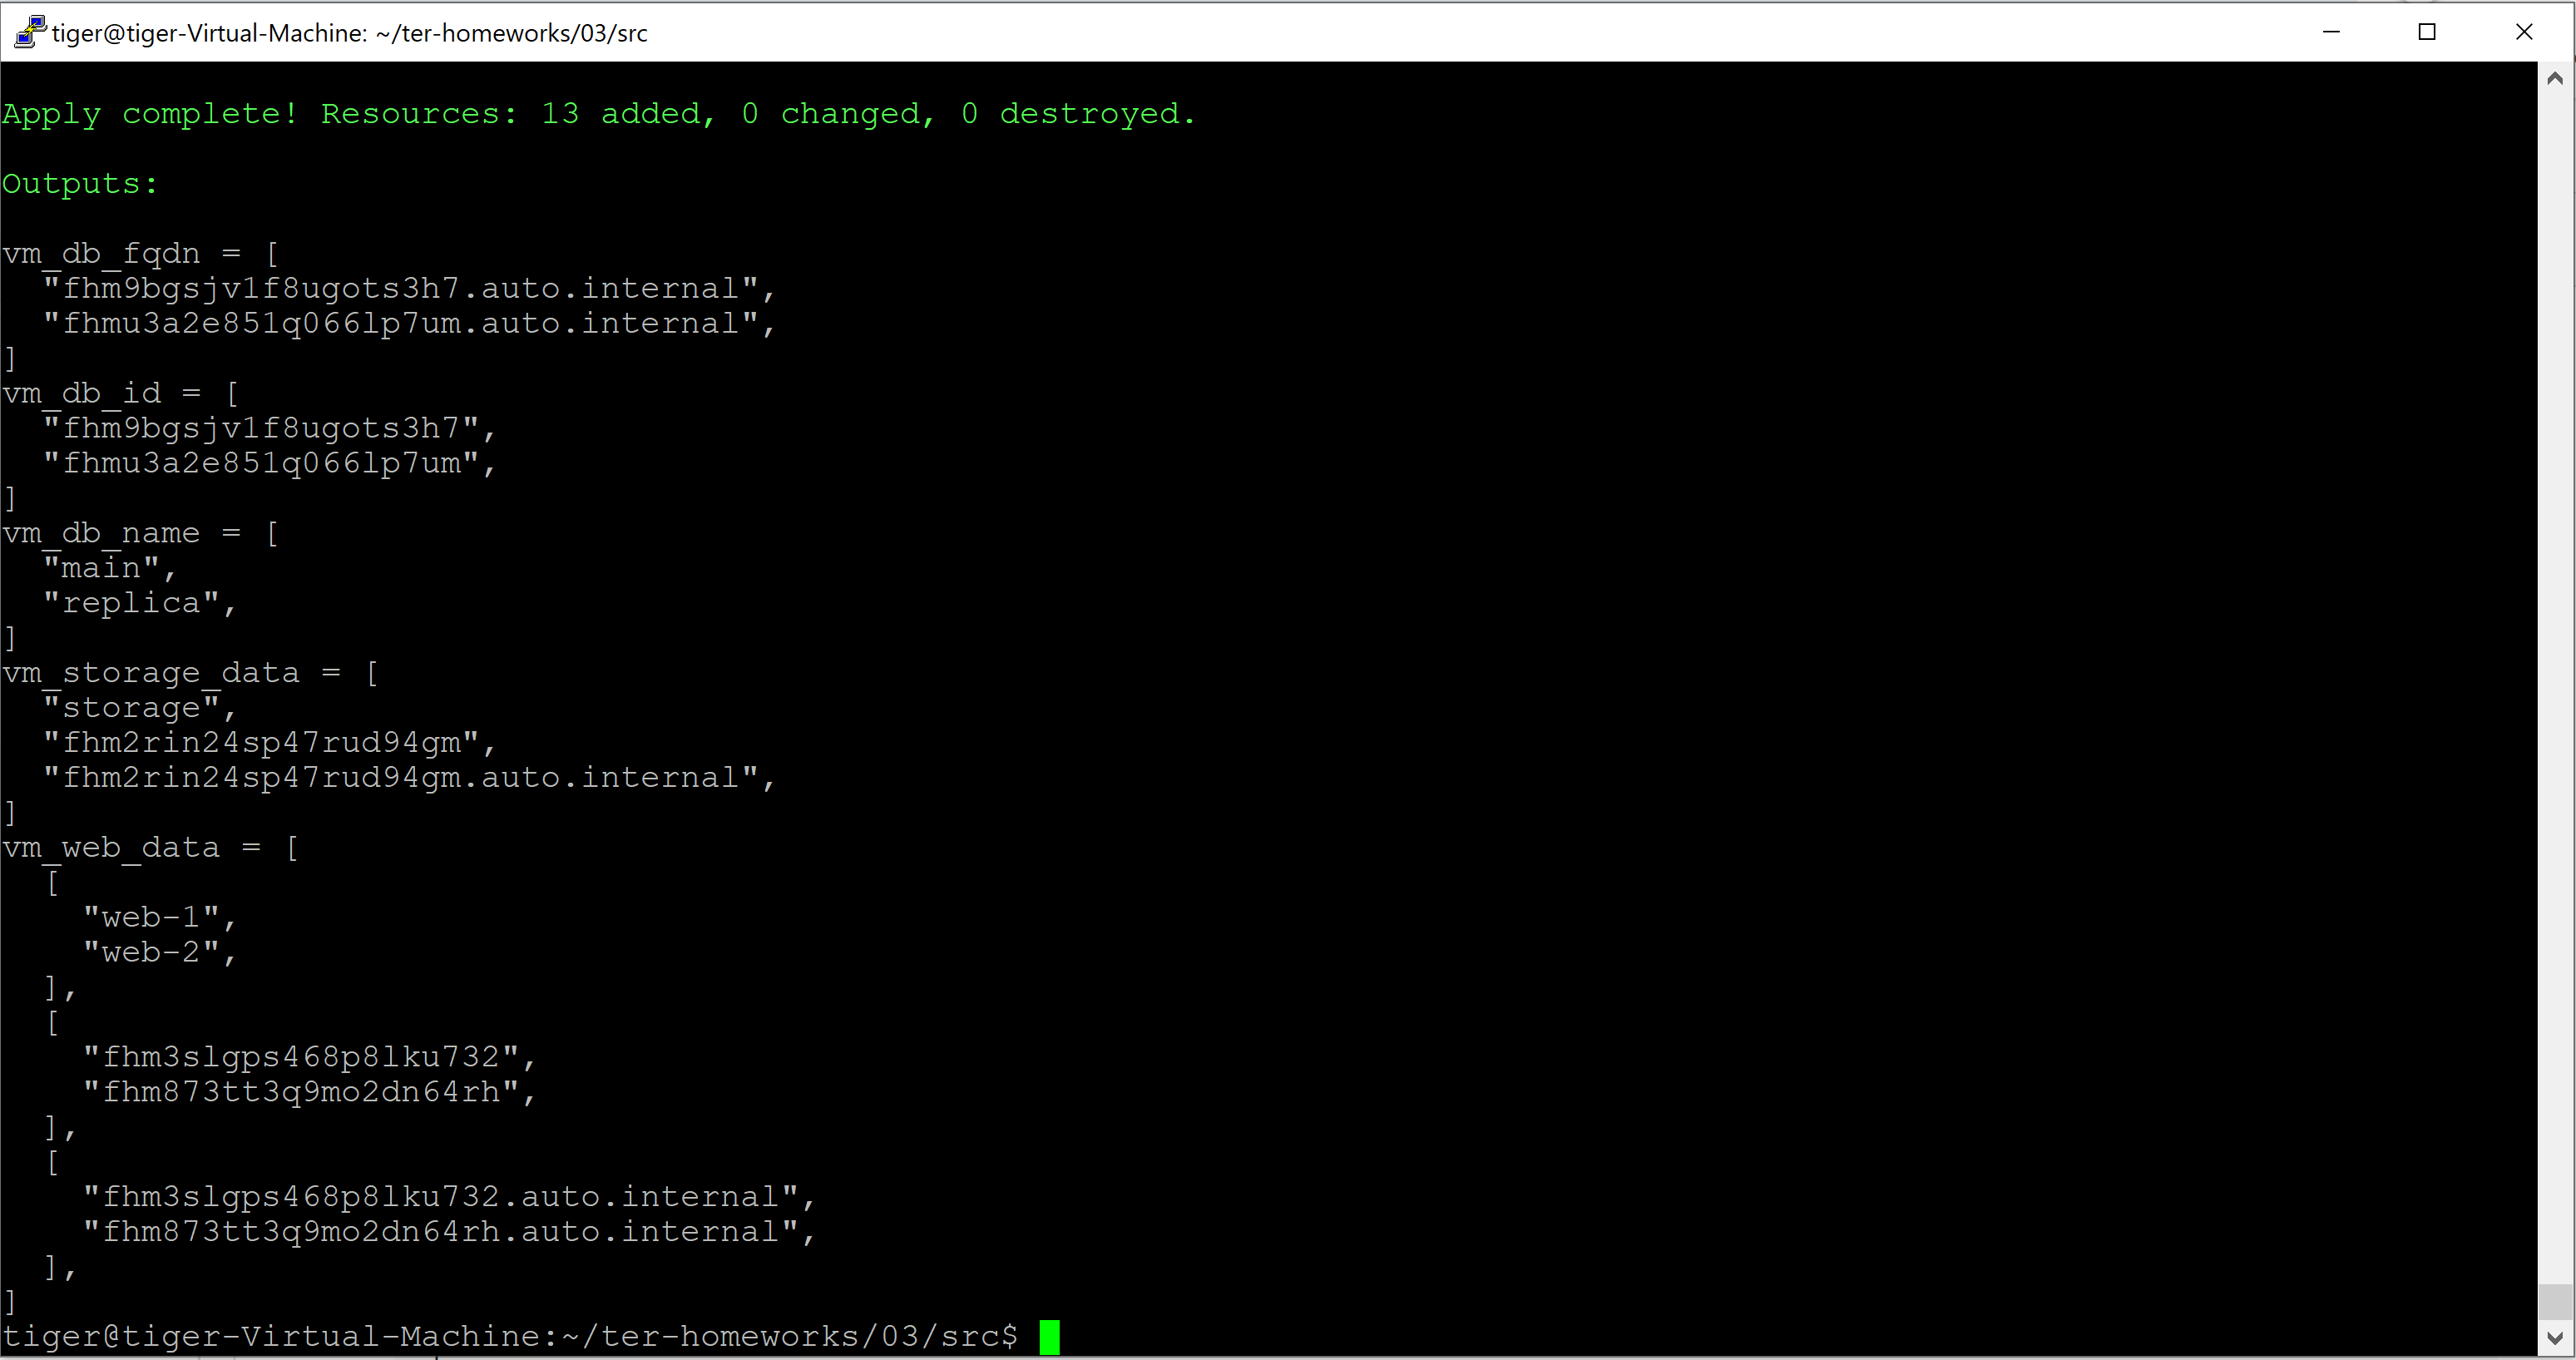 tiger@tiger-Virtual-Machine: ~/ter-homeworks/03/src
Apply complete! Resources: 13 added, 0 changed, 0 destroyed.
Outputs:
vm_db_fqdn = [
  "fhm9bgsjv1f8ugots3h7.auto.internal",
  "fhmu3a2e851q066lp7um.auto.internal",
]
vm_db_id = [
  "fhm9bgsjv1f8ugots3h7",
  "fhmu3a2e851q066lp7um",
]
vm_db_name = [
  "main",
  "replica",
]
vm_storage_data = [
  "storage",
  "fhm2rin24sp47rud94gm",
  "fhm2rin24sp47rud94gm.auto.internal",
]
vm_web_data = [
  [
    "web-1",
    "web-2",
  ],
  [
    "fhm3slgps468p8lku732",
    "fhm873tt3q9mo2dn64rh",
  ],
  [
    "fhm3slgps468p8lku732.auto.internal",
    "fhm873tt3q9mo2dn64rh.auto.internal",
  ],
]
tiger@tiger-Virtual-Machine:~/ter-homeworks/03/src$